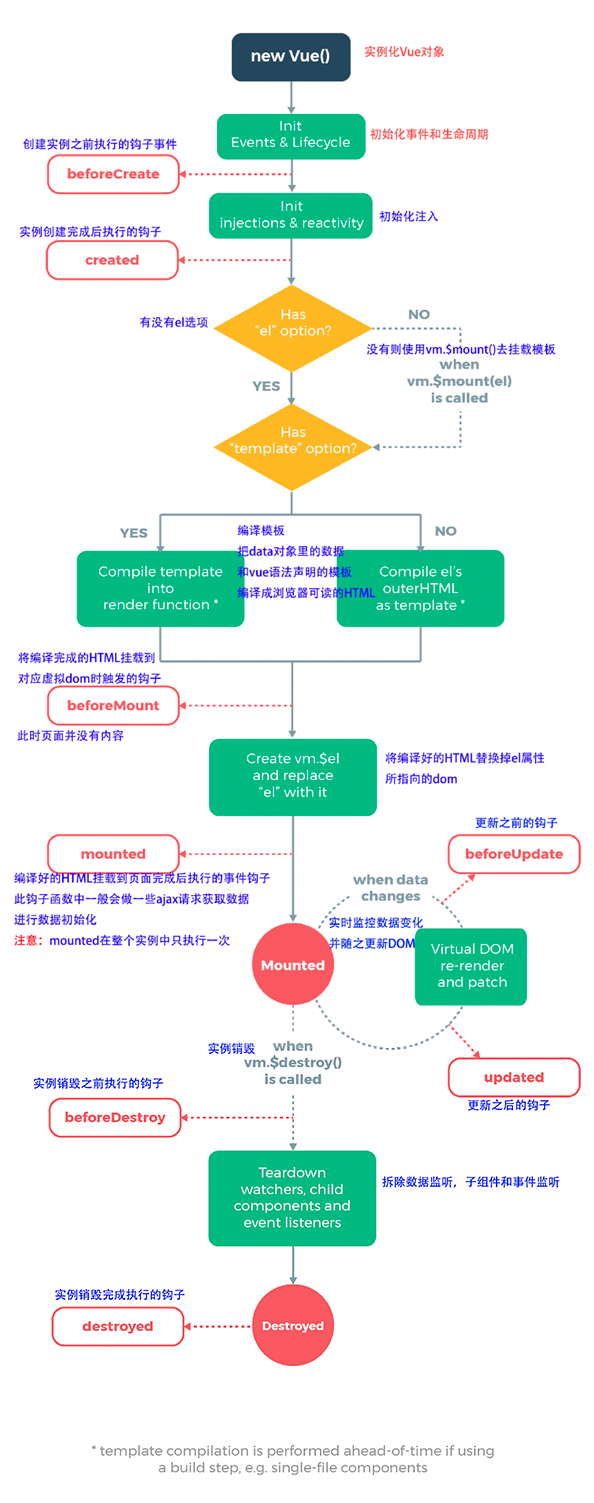 new Vue()
实例化Vue对象
Init
Events & Lifecycle
初始化事件和生命周期
创建实例之前执行的钩子事件
beforeCreate
Init
injections & reactivity
初始化注入
实例创建完成后执行的钩子
created
Has
“el” option?
有没有el选项
NO
没有则使用vm.$mount()去挂载模板
when
vm.$mount(el)
is called
YES
Has
“template” option?
YES
NO
编译模板
把data对象里的数据
和vue语法声明的模板
编译成浏览器可读的HTML
Compile template
into
render function *
Compile el’s
outerHTML
as template *
将编译完成的HTML挂载到
对应虚拟dom时触发的钩子
beforeMount
此时页面并没有内容
Create vm.$el
and replace
“el” with it
将编译好的HTML替换掉el属性
所指向的dom
mounted
编译好的HTML挂载到页面完成后执行的事件钩子
此钩子函数中一般会做一些ajax请求获取数据
进行数据初始化
注意：mounted在整个实例中只执行一次
更新之前的钩子
beforeUpdate
when data
changes
实时监控数据变化
并随之更新DOM
Mounted
Virtual DOM
re-render
and patch
实例销毁
when
vm.$destroy()
is called
updated
更新之后的钩子
实例销毁之前执行的钩子
beforeDestroy
Teardown
watchers, child
components and
event listeners
拆除数据监听，子组件和事件监听
实例销毁完成执行的钩子
destroyed
Destroyed
* template compilation is performed ahead-of-time if using
a build step, e.g. single-file components